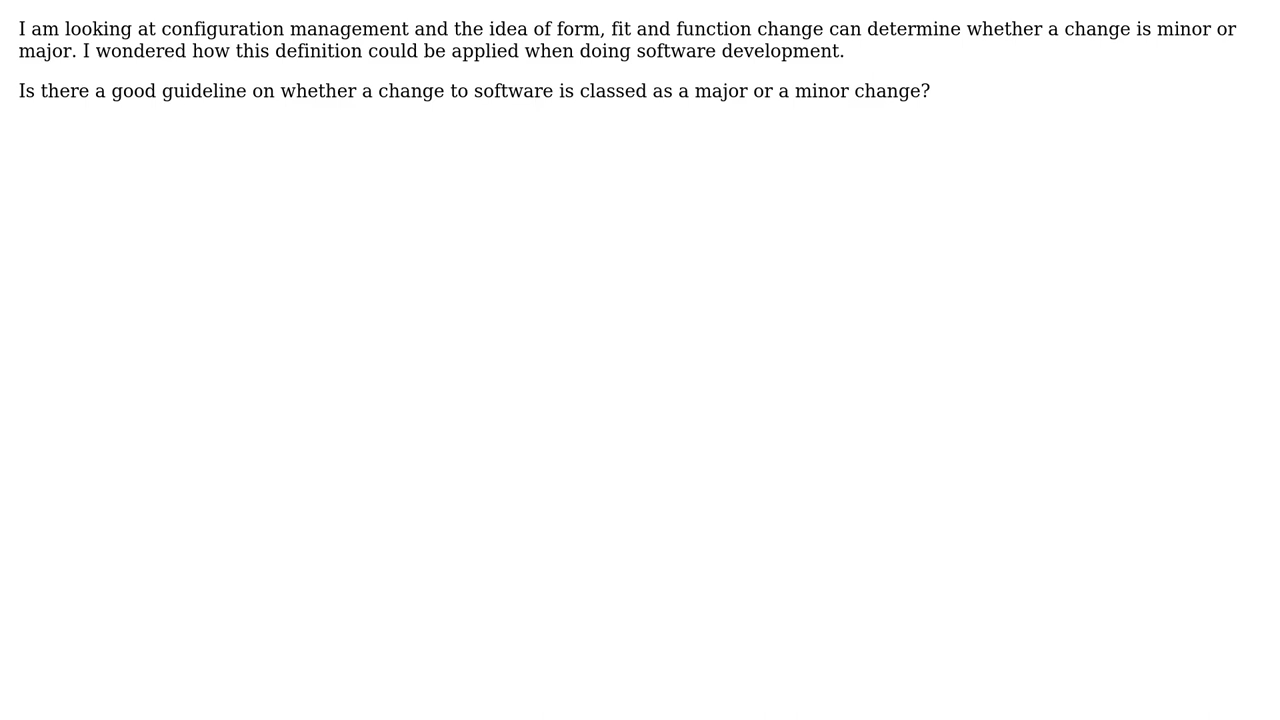 I am looking at configuration management and the idea of form, fit and function change can determine whether a change is minor or
major. I wondered how this definition could be applied when doing software development.
Is there a good guideline on whether a change to software is classed as a major or a minor change?